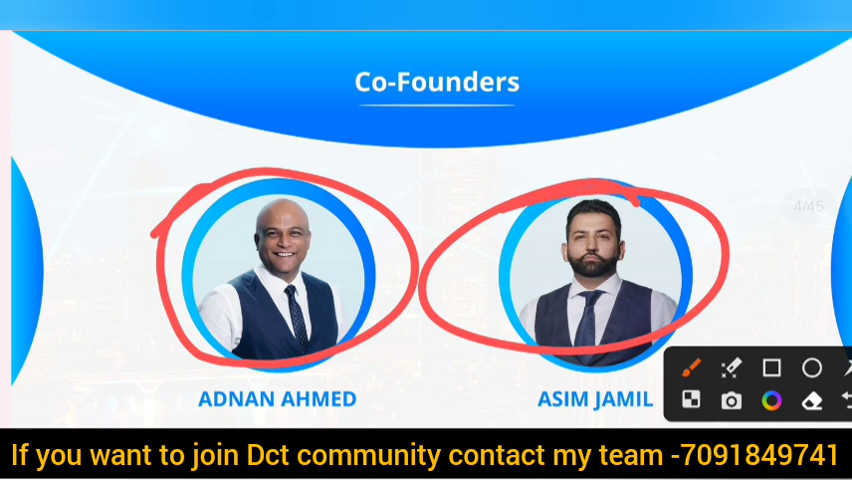 Co-Founders
4/45
ADNAN AHMED
ASIM JAMIL
If you want to join Dct community contact my team -7091849741